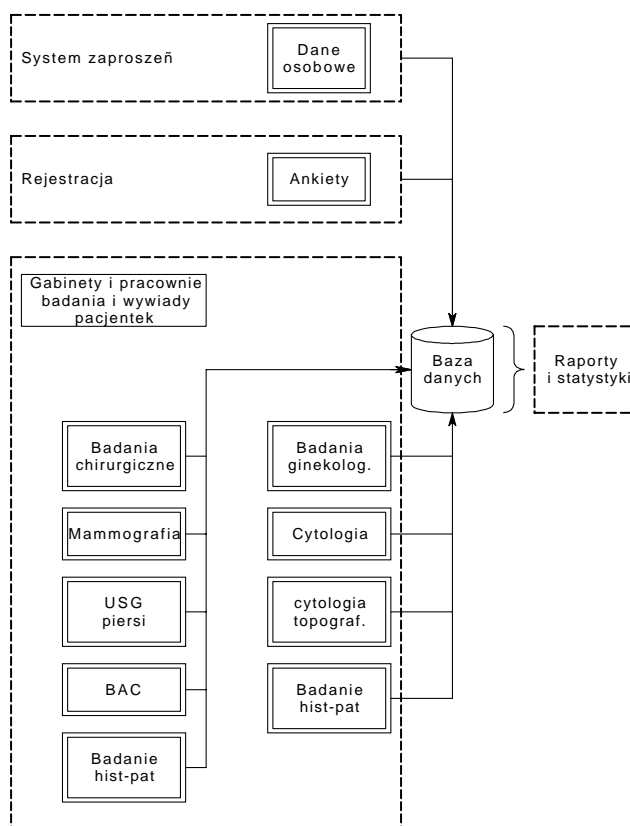 System zaproszeñ
Dane
osobowe
Rejestracja
Ankiety
Gabinety i pracownie
badania i wywiady
pacjentek
Baza
danych
Raporty
i statystyki
Badania
chirurgiczne
Badania
ginekolog.
Mammografia
Cytologia
USG
piersi
cytologia
topograf.
BAC
Badanie
hist-pat
Badanie
hist-pat